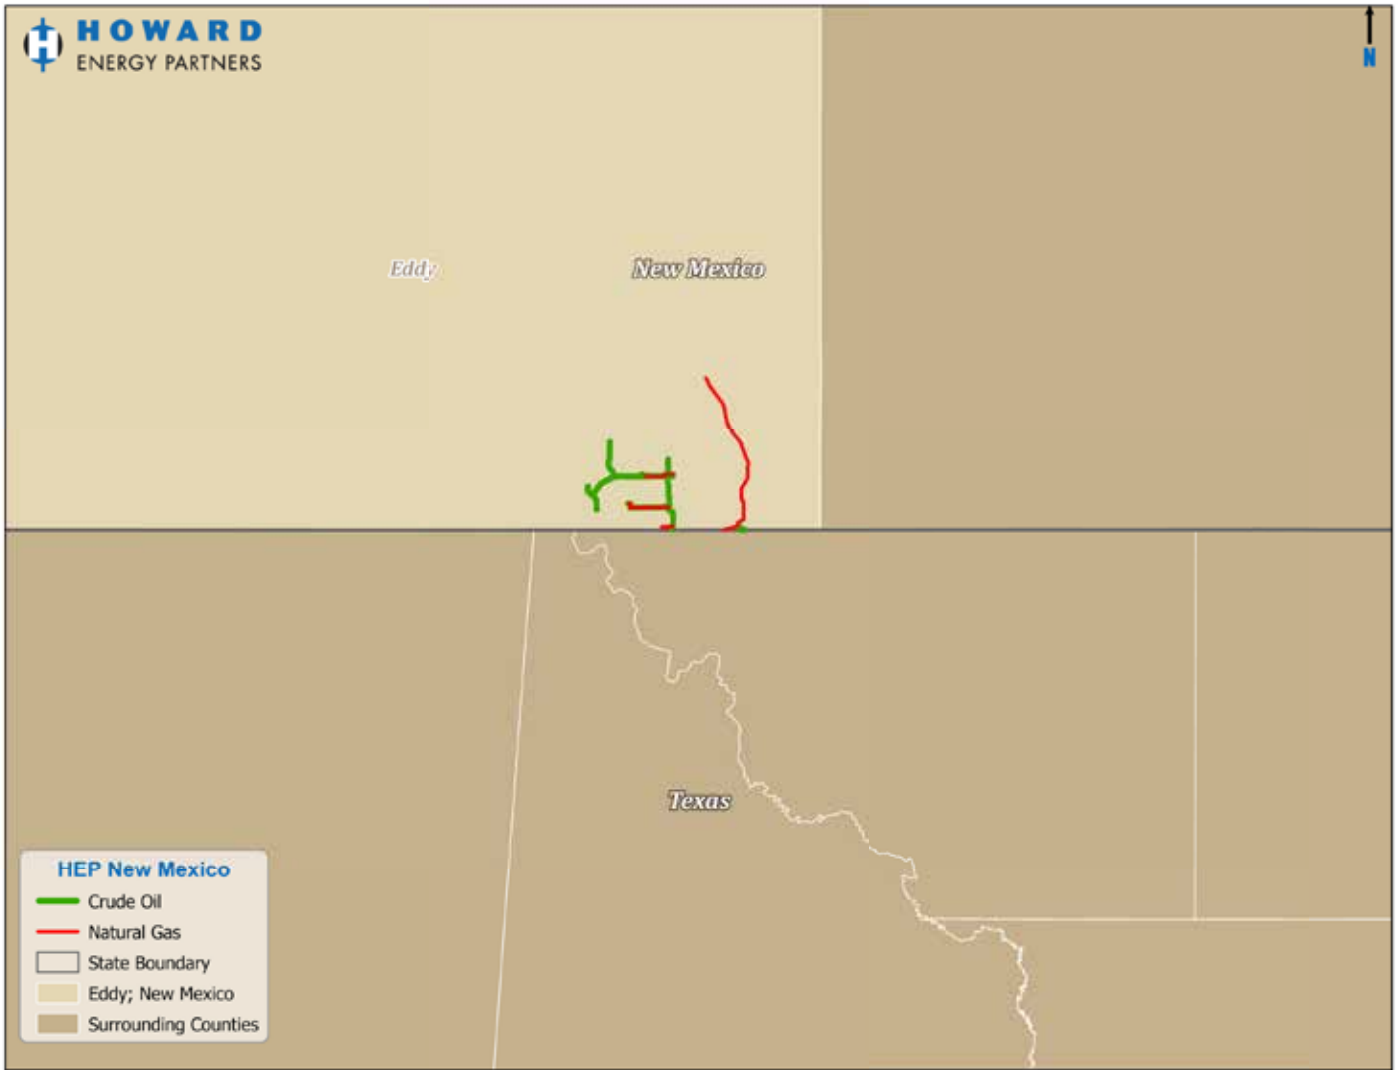 H HOWARD
ENERGY PARTNERS
N
Eddy
New Mexico
Texas
HEP New Mexico
Crude Oil
Natural Gas
State Boundary
Eddy; New Mexico
Surrounding Counties